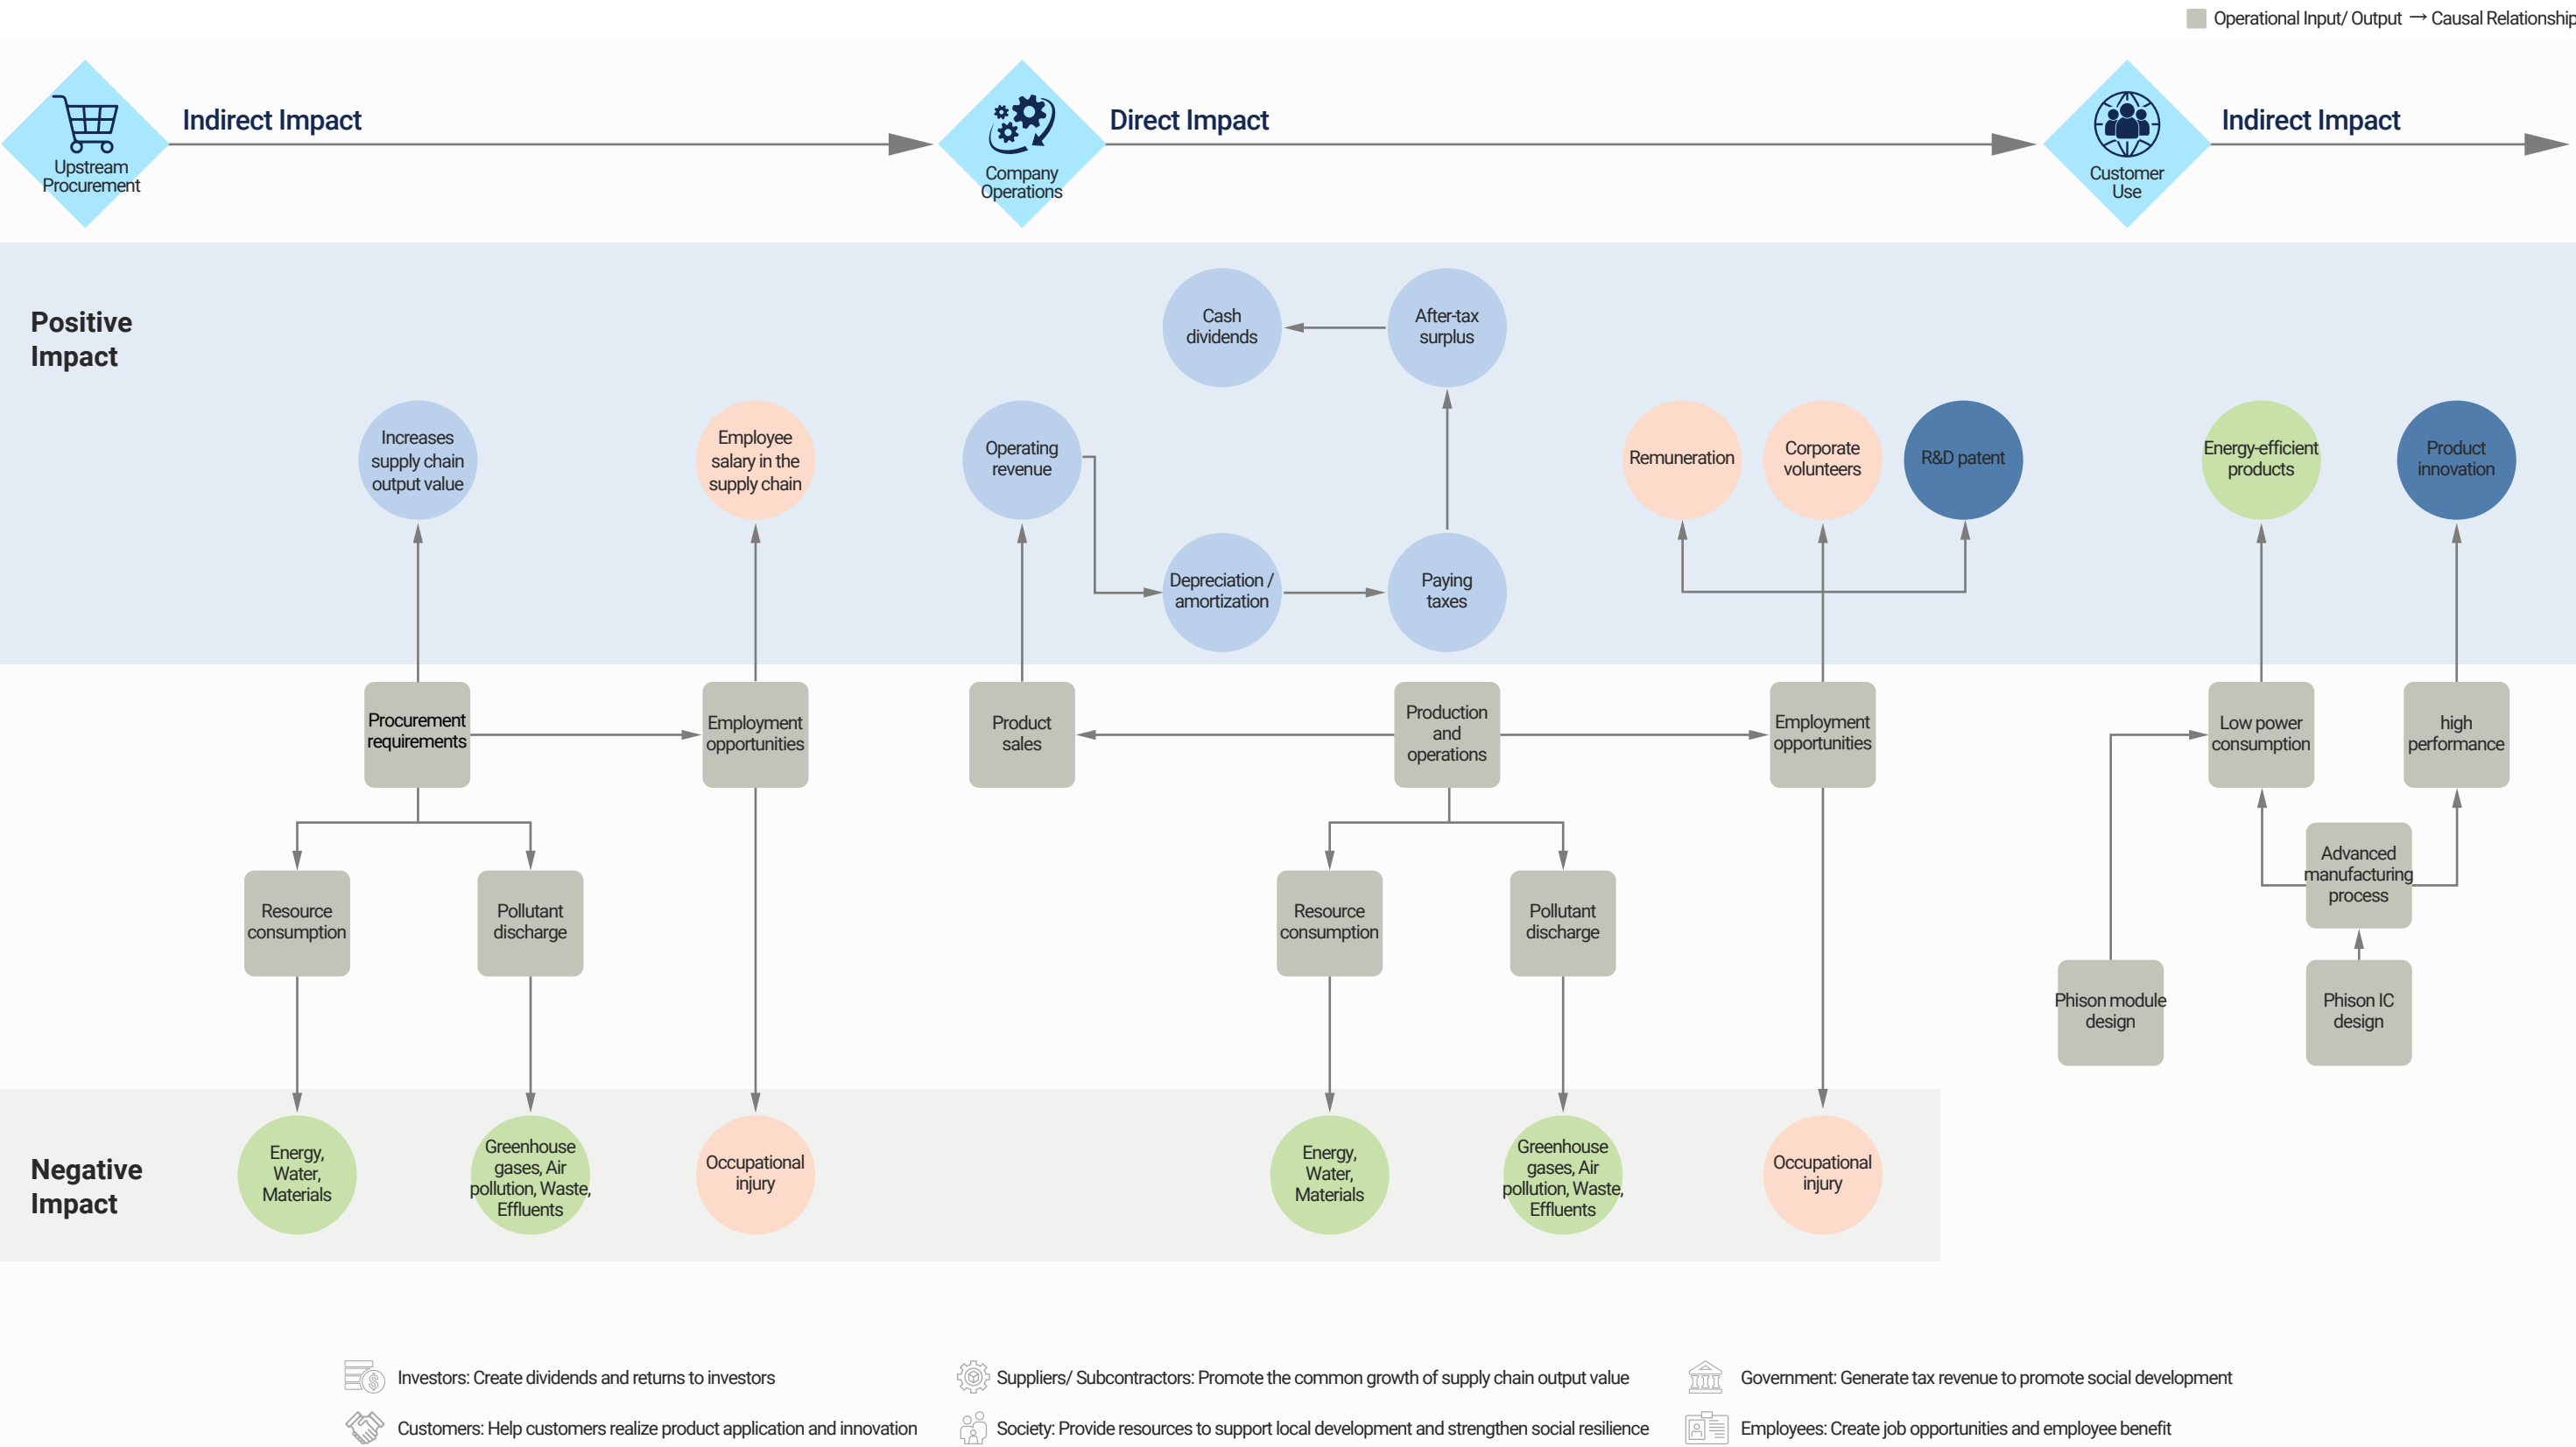 Operational Input/ Output → Causal Relationship
Indirect Impact
Direct Impact
Indirect Impact
Upstream
Procurement
Company
Operations
Customer
Use
Positive
Impact
Cash
dividends
After-tax
surplus
Increases
supply chain
output value
Employee
salary in the
supply chain
Operating
revenue
Remuneration
Corporate
volunteers
R&D patent
Energy-efficient
products
Product
innovation
Depreciation /
amortization
Paying
taxes
Procurement
requirements
Employment
opportunities
Product
sales
Production
and
operations
Employment
opportunities
Low power
consumption
high
performance
Advanced
manufacturing
process
Resource
consumption
Pollutant
discharge
Resource
consumption
Pollutant
discharge
Phison module
design
Phison IC
design
Negative
Impact
Energy,
Water,
Materials
Greenhouse
gases, Air
pollution, Waste,
Effluents
Occupational
injury
Energy,
Water,
Materials
Greenhouse
gases, Air
pollution, Waste,
Effluents
Occupational
injury
Investors: Create dividends and returns to investors
Suppliers/ Subcontractors: Promote the common growth of supply chain output value
Government: Generate tax revenue to promote social development
Customers: Help customers realize product application and innovation
Society: Provide resources to support local development and strengthen social resilience
Employees: Create job opportunities and employee benefit